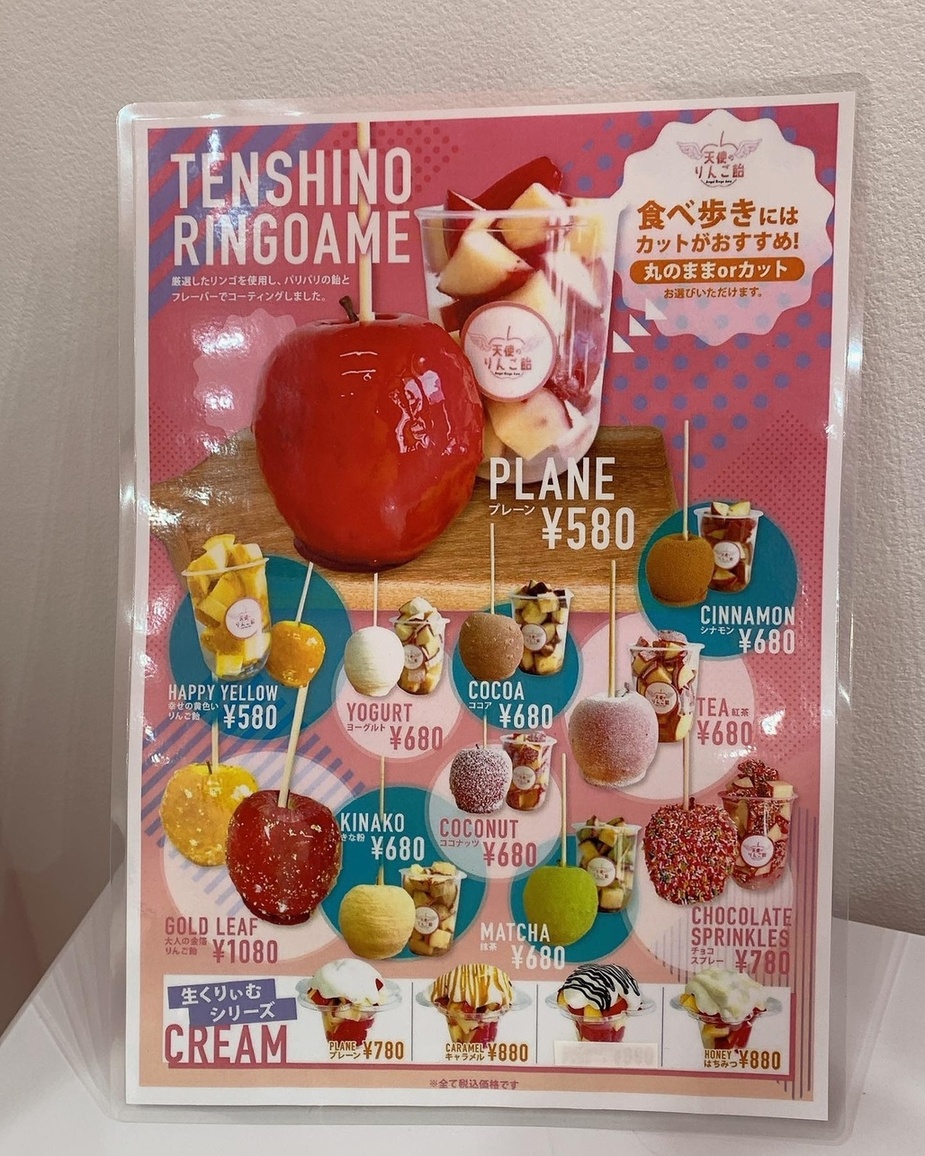 TENSHINO
RINGOAME
厳選したリンゴを使用し、パリパリの飴と
フレーバーでコーティングしました。
天使の
りんご飴
食べ歩きには
カットがおすすめ!
丸のままorカット
お選びいただけます。
天使の
りんご飴
PLANE
プレーン
¥580
CINNAMON
シナモン
¥680
HAPPY YELLOW
幸せの黄色い
りんご飴
¥580
YOGURT
ヨーグルト
¥680
COCOA
ココア
¥680
TEA 紅茶
¥680
KINAKO
きな粉
¥680
COCONUT
ココナッツ
¥680
GOLD LEAF
大人の金箔
りんご飴
¥1080
MATCHA
抹茶
¥680
CHOCOLATE
SPRINKLES
チョコ
スプレー
¥780
生くりぃむ
シリーズ
CREAM
PLANE
プレーン
¥780
CARAMEL
キャラメル
¥880
HONEY
はちみつ
¥880
※全て税込価格です